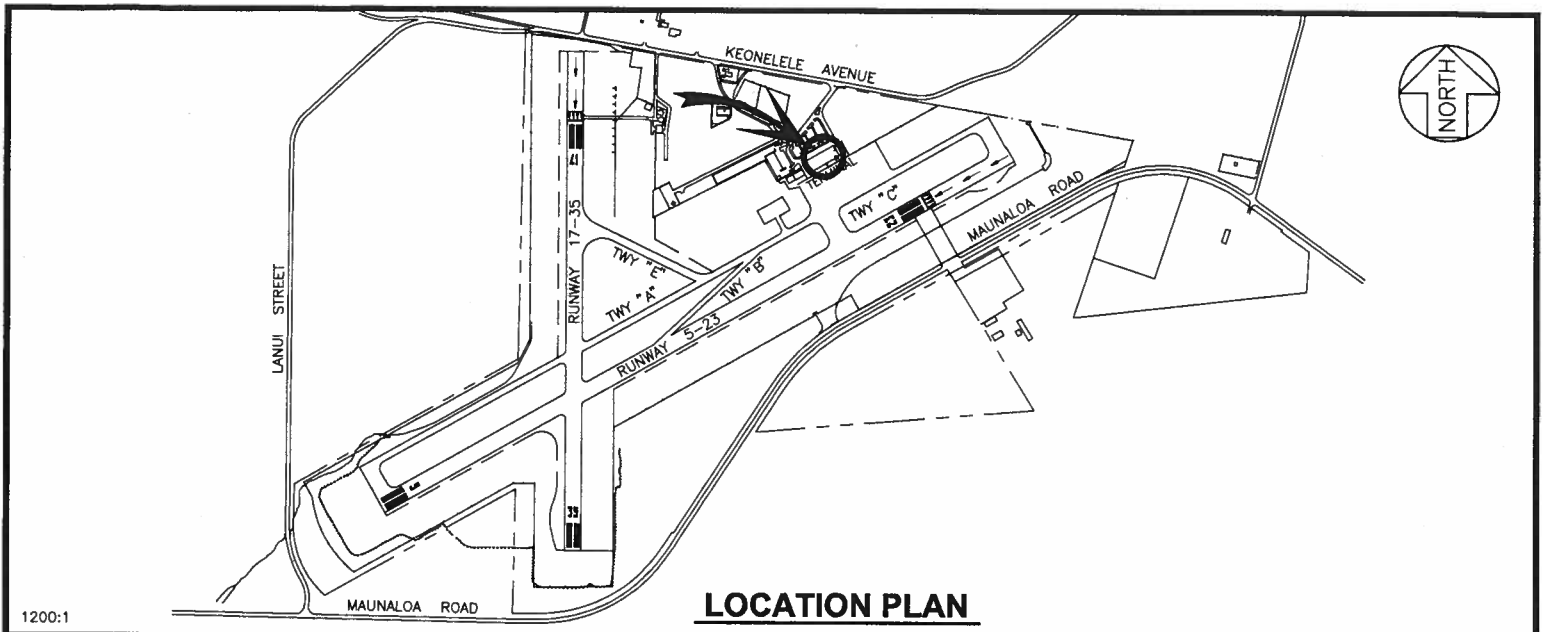 KEONELELE AVENUE
NORTH
17
TERMINAL
TWY "C"
23
MAUNALOA ROAD
RUNWAY 17-35
TWY "E"
TWY "B"
TWY "A"
LANUI STREET
RUNWAY 5-23
5
35
MAUNALOA ROAD
LOCATION PLAN
1200:1